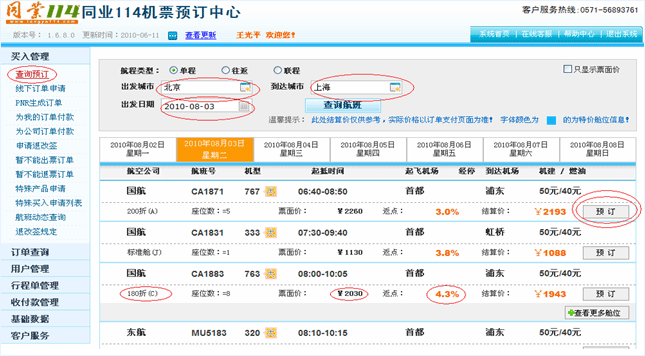 同业114 同业114机票预订中心
www.tongye114.com
客户服务热线:0571-56893761
版本号: 1.6.8.0 更新时间:2010-06-11 查看更新 王光平 欢迎您!
系统首页 | 在线客服 | 帮助中心 | 退出系统
买入管理
查询预订
线下订单申请
PNR生成订单
为我的订单付款
为公司订单付款
申请退改签
暂不能出票订单
暂不能退票订单
特殊产品申请
特殊买入申请列表
航班动态查询
退改签规定
订单查询
用户管理
行程单管理
收付款管理
基础数据
客户服务
航程类型: 单程 往返 联程
只显示票面价
出发城市 北京 到达城市 上海
出发日期 2010-08-03 查询航班
温馨提示: 此处结算价仅供参考,实际价格以订单支付页面为准! 字体颜色为 的为特价舱位信息!
2010年08月02日 星期一
2010年08月03日 星期二
2010年08月04日 星期三
2010年08月05日 星期四
2010年08月06日 星期五
2010年08月07日 星期六
2010年08月08日 星期日
航空公司 航班号 机型 起抵时间 起飞机场 经停 到达机场 机建 / 燃油
国航 CA1871 767 06:40-08:50 首都 浦东 50元/40元
200折(A) 座位数:=5 票面价: ￥2260 返点: 3.0% 结算价: ￥2193 预 订
国航 CA1831 333 07:30-09:40 首都 虹桥 50元/40元
标准舱(J) 座位数:=1 票面价: ￥1130 返点: 3.8% 结算价: ￥1088 预 订
国航 CA1883 763 08:00-10:05 首都 浦东 50元/40元
180折(C) 座位数:=8 票面价: ￥2030 返点: 4.3% 结算价: ￥1943 预 订
查看更多舱位
东航 MU5183 320 08:10-10:15 首都 浦东 50元/40元